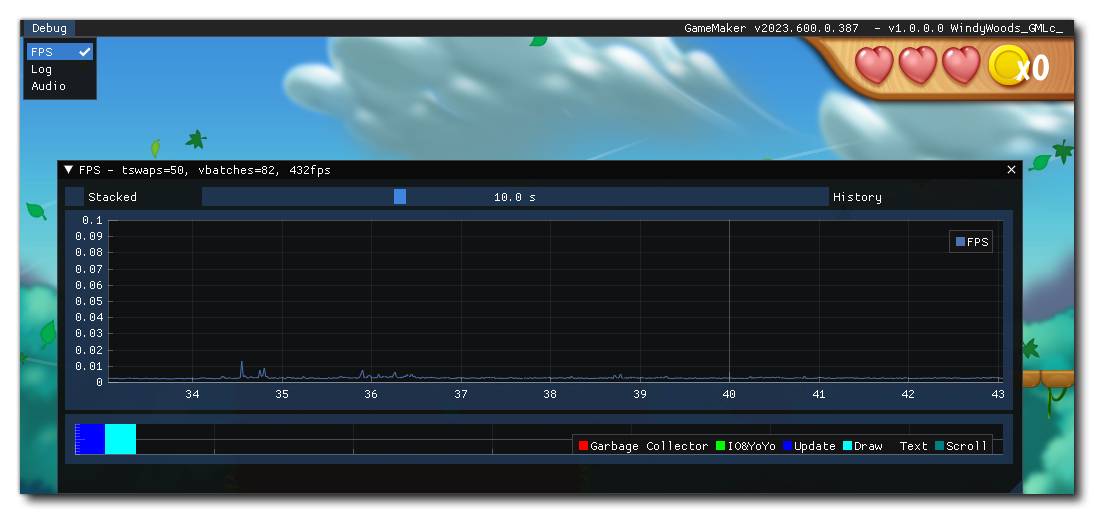 Debug
GameMaker v2023.600.0.387 - v1.0.0.0 WindyWoods_GMLc_
FPS
Log
Audio
x0
FPS - tswaps=50, vbatches=82, 432fps
Stacked
10.0 s
History
0.1
0.09
0.08
0.07
0.06
0.05
0.04
0.03
0.02
0.01
0
FPS
34 35 36 37 38 39 40 41 42 43
Garbage Collector IO&YoYo Update Draw Text Scroll